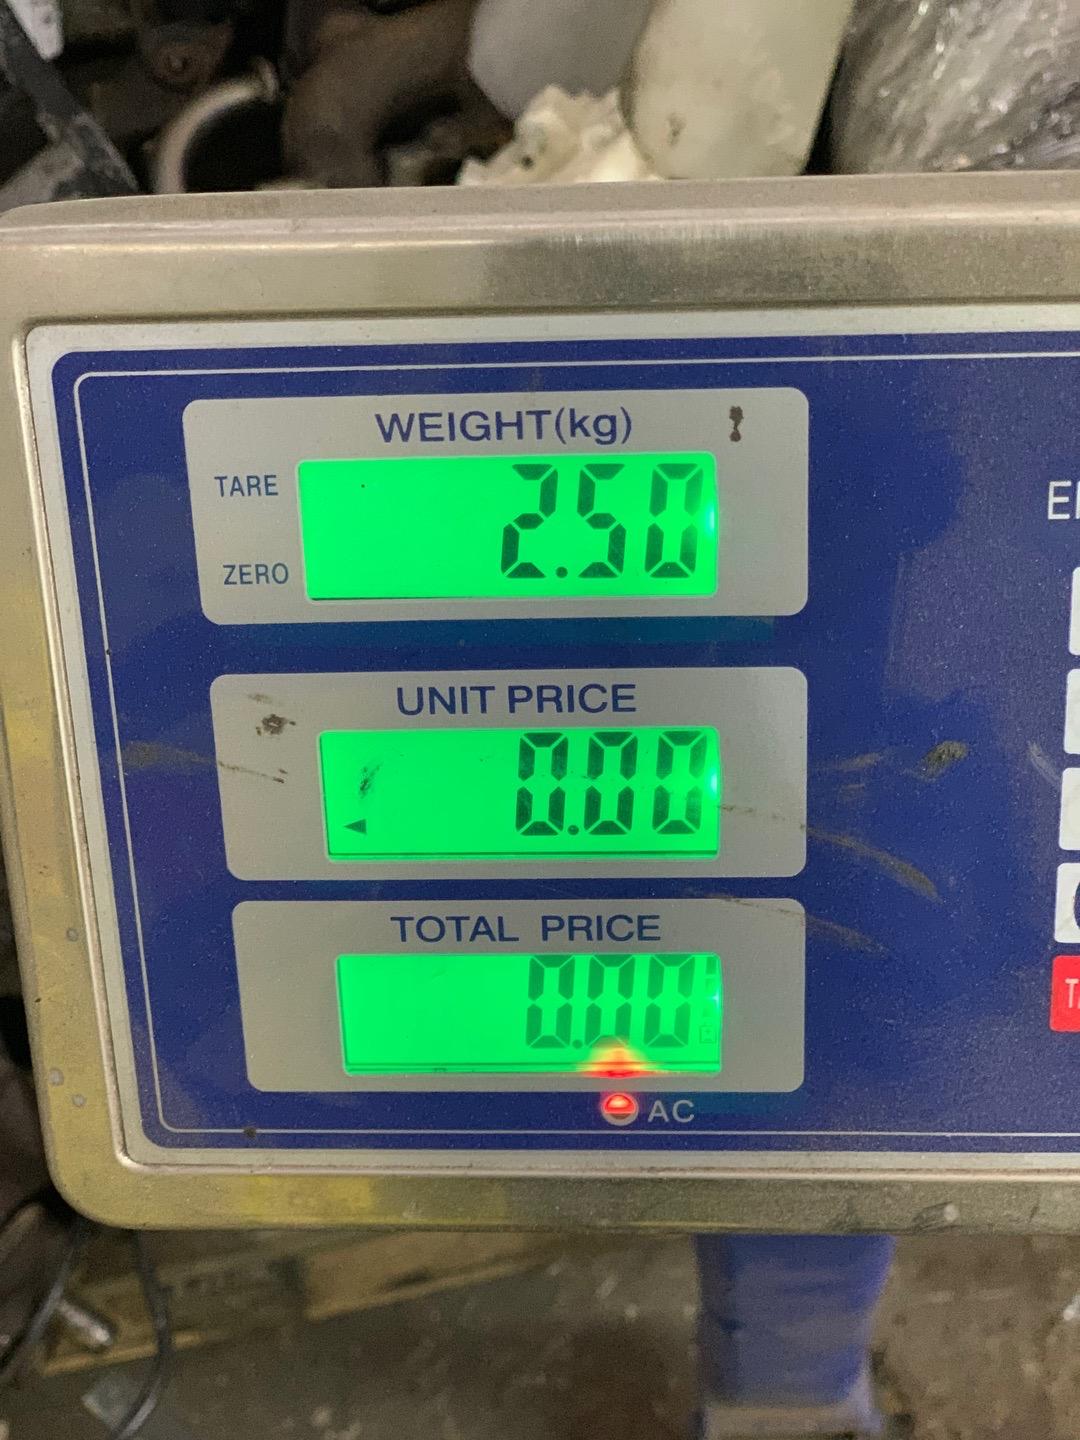 WEIGHT(kg)
TARE
2.50
ZERO
UNIT PRICE
0.00
TOTAL PRICE
0.00
AC